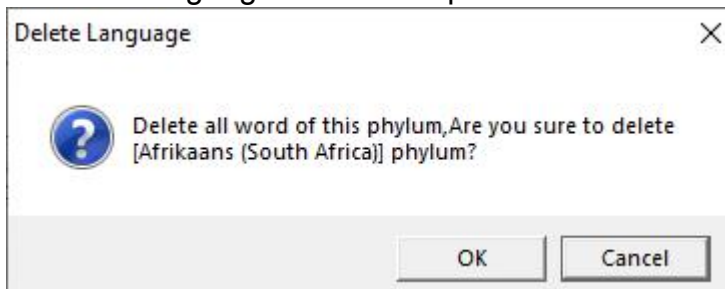 Delete Language
Delete all word of this phylum,Are you sure to delete
[Afrikaans (South Africa)] phylum?
OK
Cancel